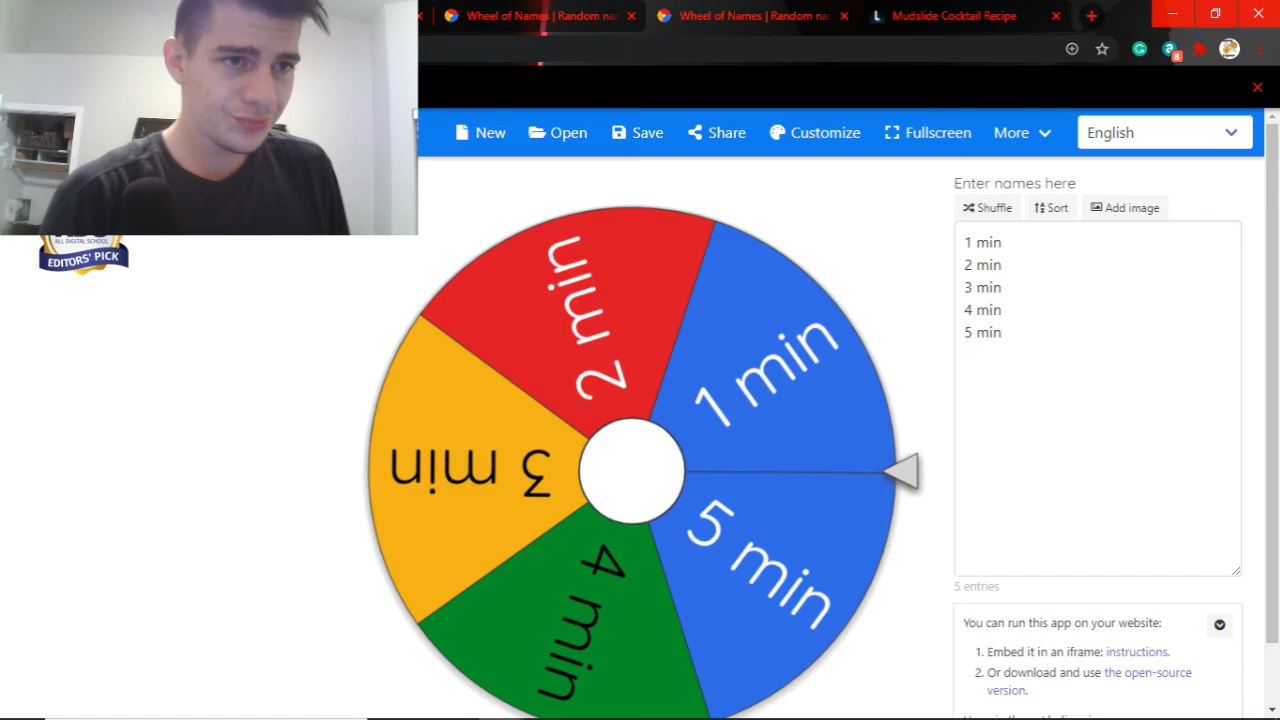 Wheel of Names | Random na
Wheel of Names | Random nar
Mudslide Cocktail Recipe
8
New
Open
Save
Share
Customize
Fullscreen
More
English
ALL DIGITAL SCHOOL
EDITORS' PICK
Enter names here
Shuffle
Sort
Add image
1 min
2 min
3 min
4 min
5 min
5 entries
2 min
1 min
3 min
5 min
4 min
You can run this app on your website:
1. Embed it in an iframe: instructions.
2. Or download and use the open-source
version.